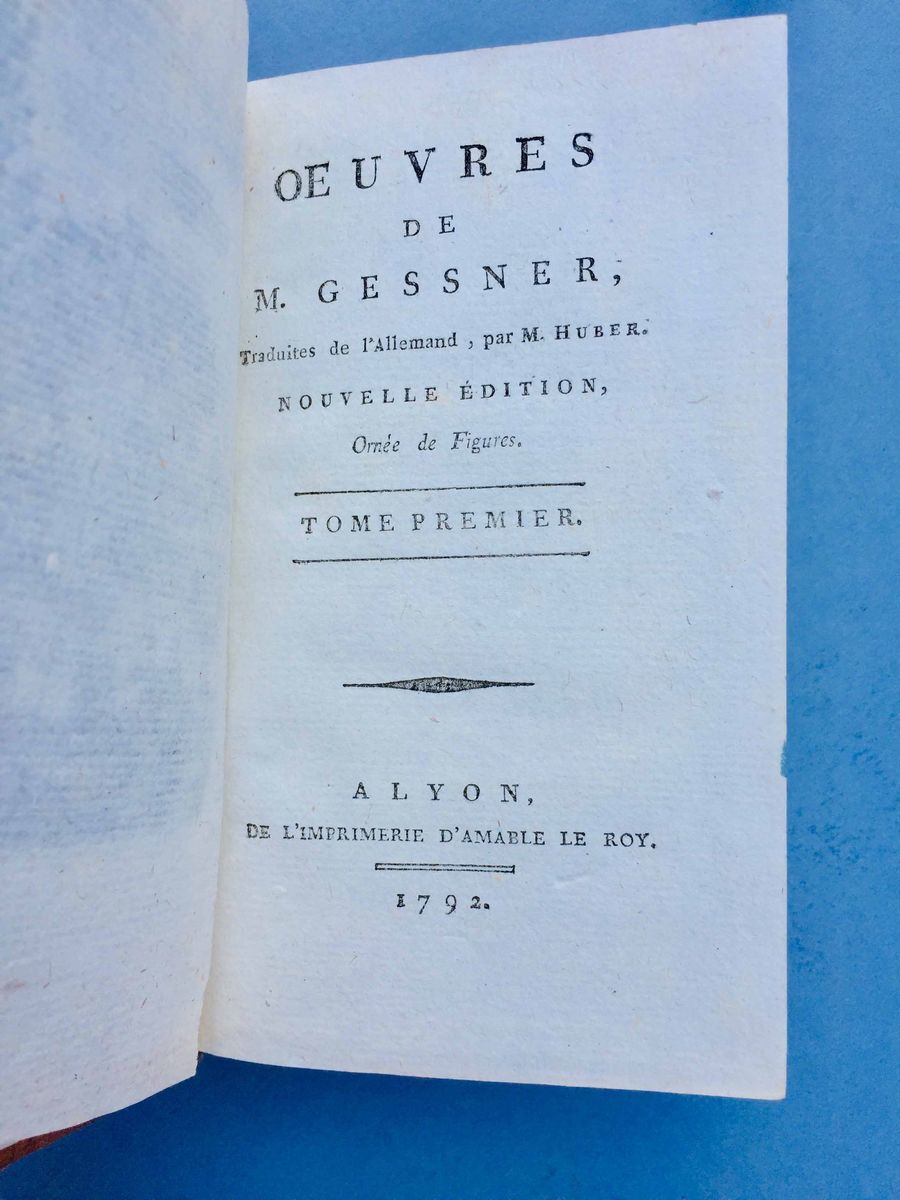 OEUVRES
DE
M. GESSNER,
Traduites de l'Allemand, par M. HUBER.
NOUVELLE ÉDITION,
Ornée de Figures.
TOME PREMIER.
A LYON,
DE L'IMPRIMERIE D'AMABLE LE ROY.
1792.